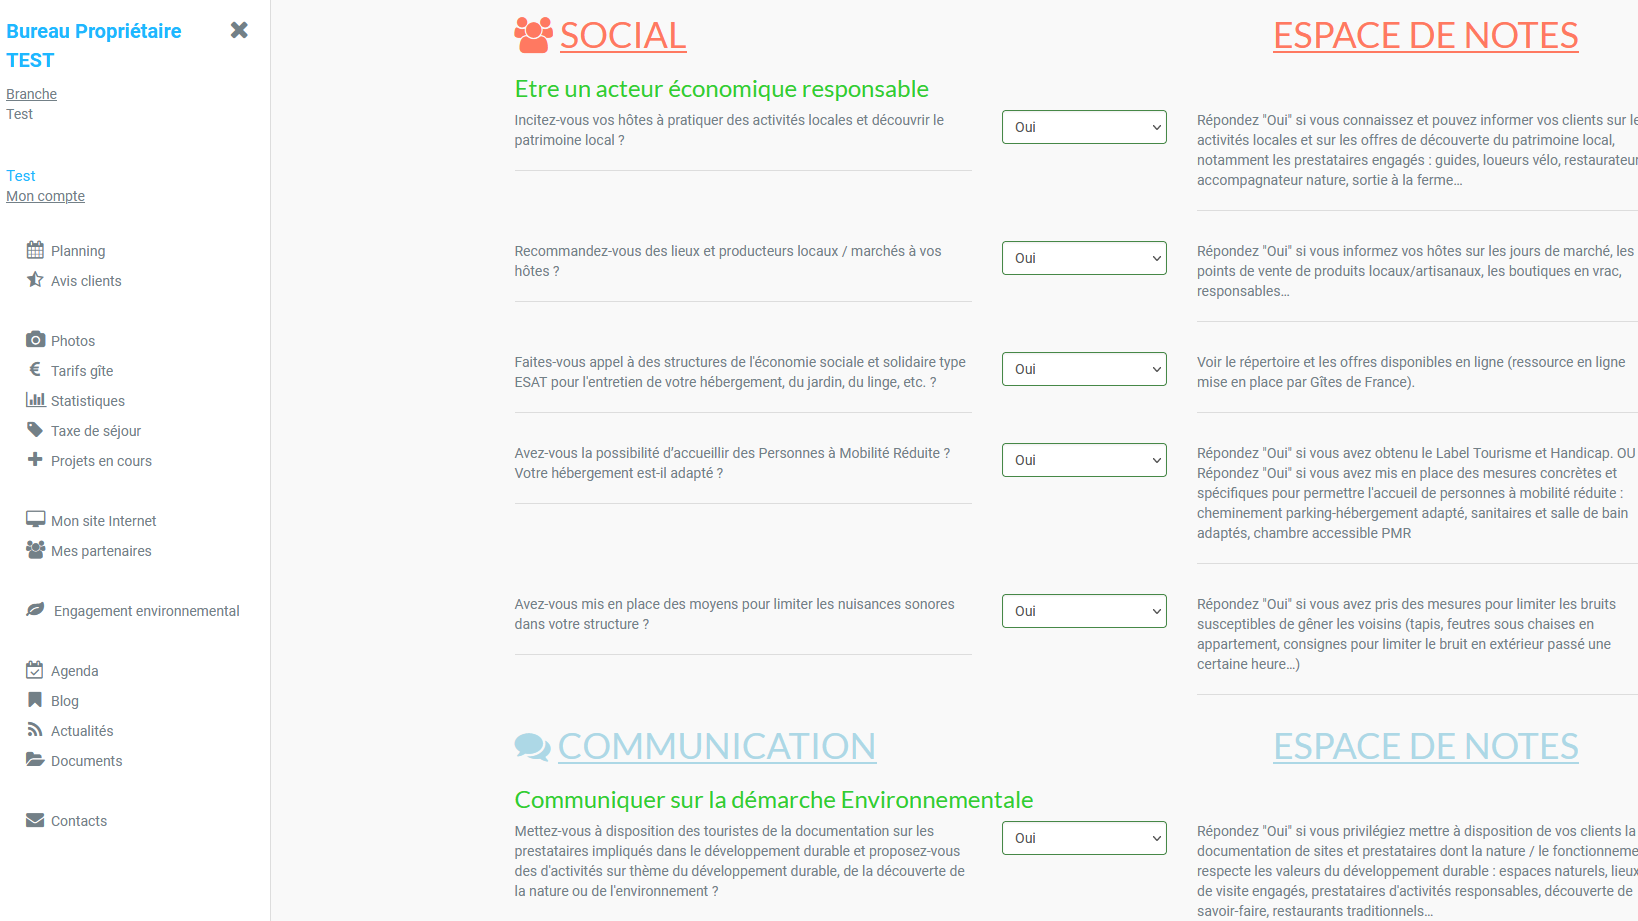 Bureau Propriétaire
TEST
Branche
Test
Test
Mon compte
Planning
Avis clients
Photos
Tarifs gîte
Statistiques
Taxe de séjour
Projets en cours
Mon site Internet
Mes partenaires
Engagement environnemental
Agenda
Blog
Actualités
Documents
Contacts
SOCIAL
ESPACE DE NOTES
Etre un acteur économique responsable
Incitez-vous vos hôtes à pratiquer des activités locales et découvrir le
patrimoine local ?
Oui
Répondez "Oui" si vous connaissez et pouvez informer vos clients sur le
activités locales et sur les offres de découverte du patrimoine local,
notamment les prestataires engagés : guides, loueurs vélo, restaurateur
accompagnateur nature, sortie à la ferme...
Recommandez-vous des lieux et producteurs locaux / marchés à vos
hôtes ?
Oui
Répondez "Oui" si vous informez vos hôtes sur les jours de marché, les
points de vente de produits locaux/artisanaux, les boutiques en vrac,
responsables...
Faites-vous appel à des structures de l'économie sociale et solidaire type
ESAT pour l'entretien de votre hébergement, du jardin, du linge, etc. ?
Oui
Voir le répertoire et les offres disponibles en ligne (ressource en ligne
mise en place par Gîtes de France).
Avez-vous la possibilité d’accueillir des Personnes à Mobilité Réduite ?
Votre hébergement est-il adapté ?
Oui
Répondez "Oui" si vous avez obtenu le Label Tourisme et Handicap. OU
Répondez "Oui" si vous avez mis en place des mesures concrètes et
spécifiques pour permettre l'accueil de personnes à mobilité réduite :
cheminement parking-hébergement adapté, sanitaires et salle de bain
adaptés, chambre accessible PMR
Avez-vous mis en place des moyens pour limiter les nuisances sonores
dans votre structure ?
Oui
Répondez "Oui" si vous avez pris des mesures pour limiter les bruits
susceptibles de gêner les voisins (tapis, feutres sous chaises en
appartement, consignes pour limiter le bruit en extérieur passé une
certaine heure...)
COMMUNICATION
ESPACE DE NOTES
Communiquer sur la démarche Environnementale
Mettez-vous à disposition des touristes de la documentation sur les
prestataires impliqués dans le développement durable et proposez-vous
des d'activités sur thème du développement durable, de la découverte de
la nature ou de l'environnement ?
Oui
Répondez "Oui" si vous privilégiez mettre à disposition de vos clients la
documentation de sites et prestataires dont la nature / le fonctionneme
respecte les valeurs du développement durable : espaces naturels, lieux
de visite engagés, prestataires d'activités responsables, découverte de
savoir-faire, restaurants traditionnels...